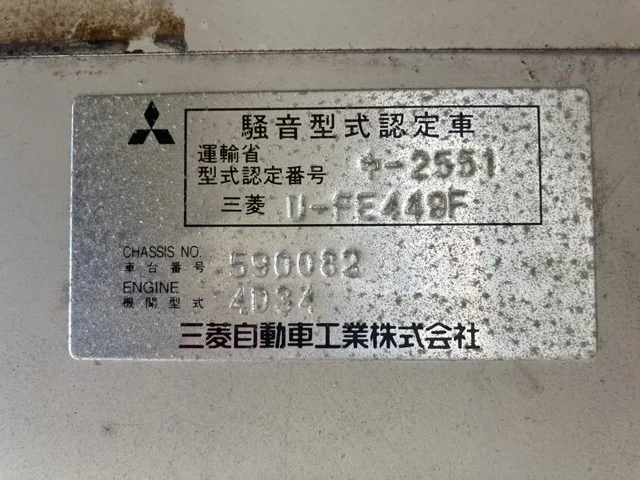 騒音型式認定車
運輸省
型式認定番号 ウ-2551
三菱 U-FE449F
CHASSIS NO.
車台番号 590082
ENGINE
機関型式 4D34
三菱自動車工業株式会社